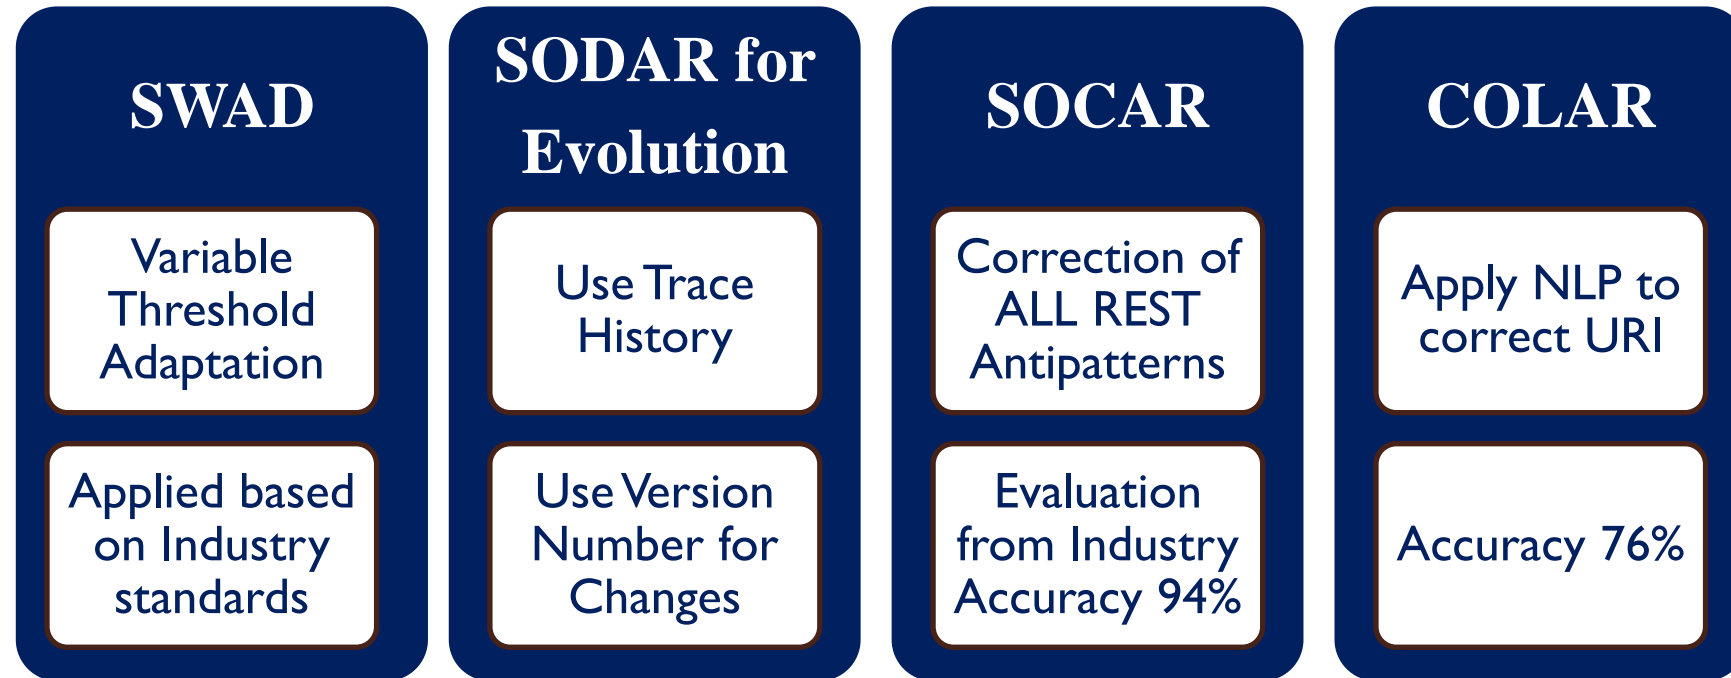 SWAD
Variable
Threshold
Adaptation
Applied based
on Industry
standards
SODAR for
Evolution
Use Trace
History
Use Version
Number for
Changes
SOCAR
Correction of
ALL REST
Antipatterns
Evaluation
from Industry
Accuracy 94%
COLAR
Apply NLP to
correct URI
Accuracy 76%